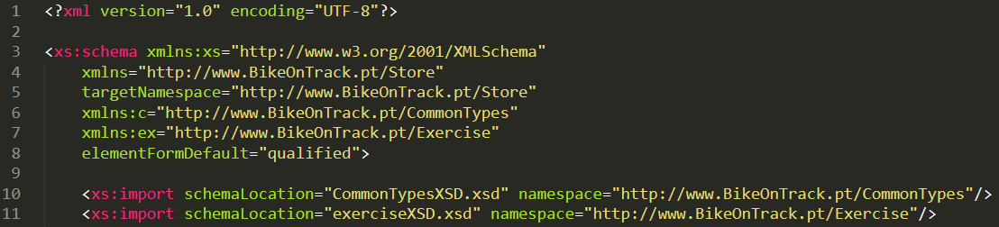 1 <?xml version="1.0" encoding="UTF-8"?>
2
3 <xs:schema xmlns:xs="http://www.w3.org/2001/XMLSchema"
4 xmlns="http://www.BikeOnTrack.pt/Store"
5 targetNamespace="http://www.BikeOnTrack.pt/Store"
6 xmlns:c="http://www.BikeOnTrack.pt/CommonTypes"
7 xmlns:ex="http://www.BikeOnTrack.pt/Exercise"
8 elementFormDefault="qualified">
9
10 <xs:import schemaLocation="CommonTypesXSD.xsd" namespace="http://www.BikeOnTrack.pt/CommonTypes"/>
11 <xs:import schemaLocation="exerciseXSD.xsd" namespace="http://www.BikeOnTrack.pt/Exercise"/>